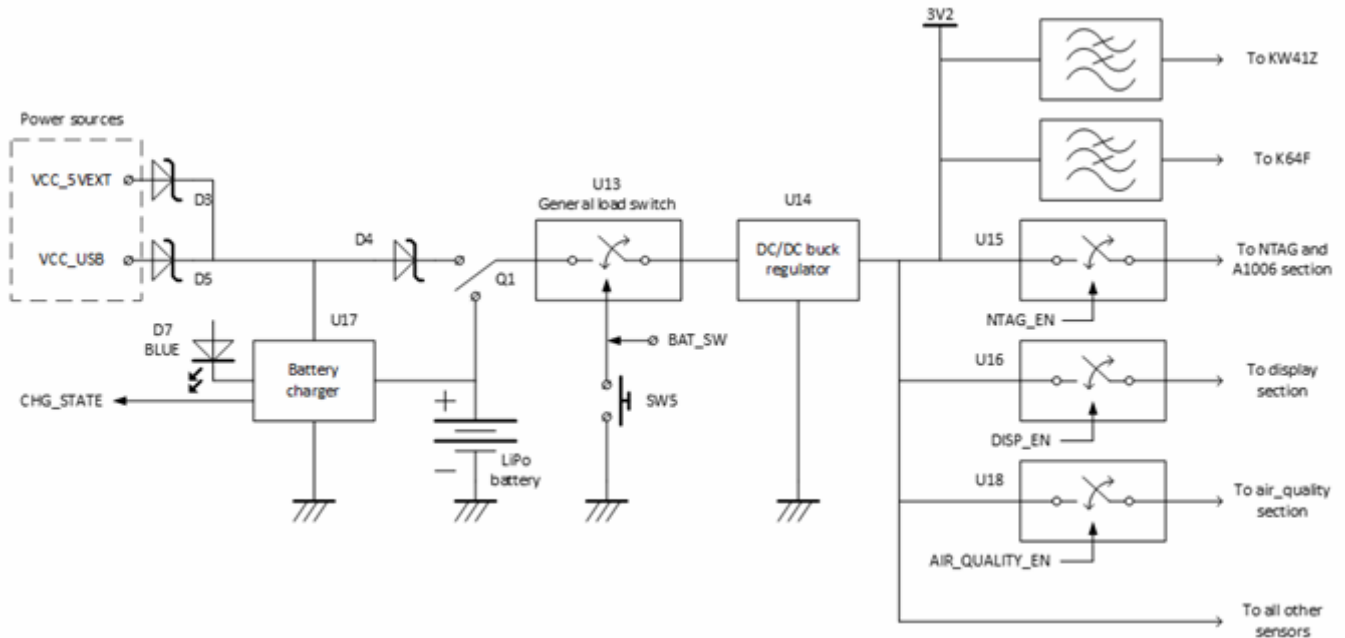 3V2
To KW41Z
Power sources
VCC_5VEXT
D3
To K64F
U13
General load switch
U14
D4
VCC_USB
D5
Q1
DC/DC buck
regulator
U15
To NTAG and
A1006 section
NTAG_EN
D7
BLUE
U17
Battery
charger
BAT_SW
U16
To display
section
CHG_STATE
+
SW5
DISP_EN
LiPo
battery
−
U18
To air_quality
section
AIR_QUALITY_EN
To all other
sensors